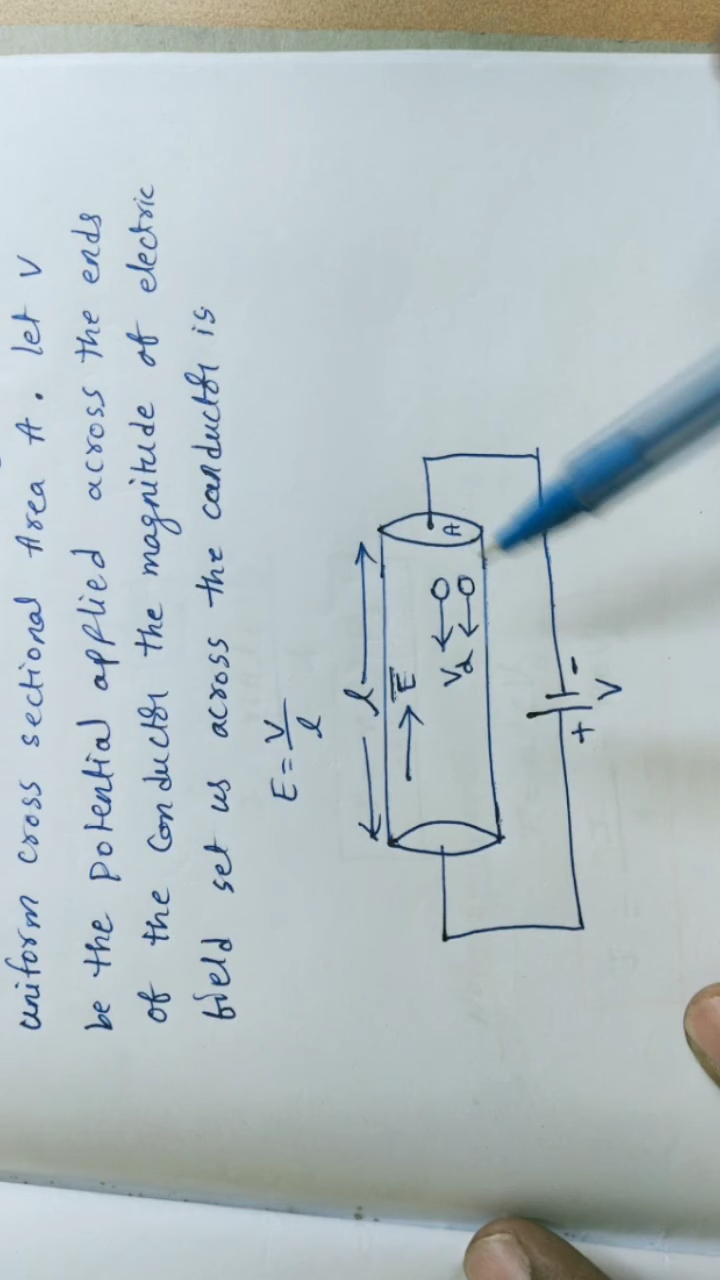 uniform cross sectional Area A. let V
be the potential applied across the ends
of the Conductor the magnitude of electric
field set us across the conductor is
E = V/l
l
E
Vd
A
+ -
V